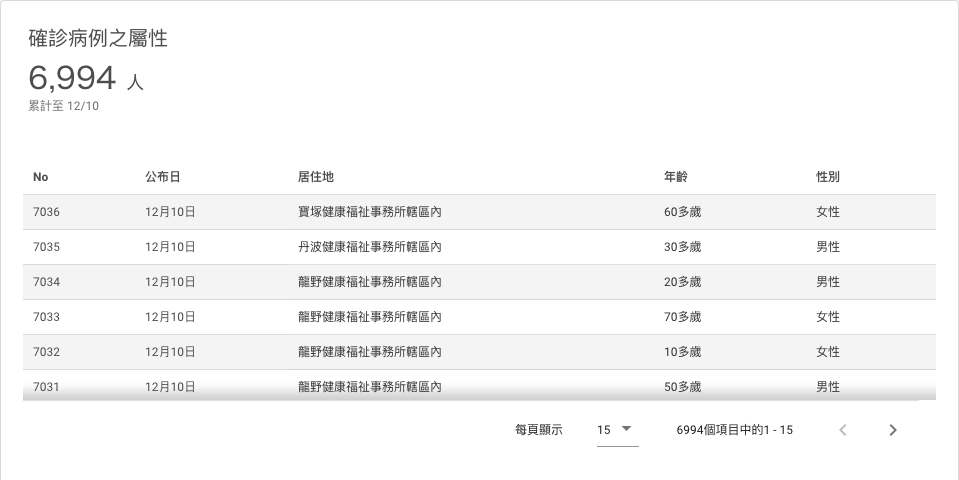 確診病例之屬性
6,994 人
累計至 12/10
No 公布日 居住地 年齡 性別
7036 12月10日 寶塚健康福祉事務所轄區內 60多歲 女性
7035 12月10日 丹波健康福祉事務所轄區內 30多歲 男性
7034 12月10日 龍野健康福祉事務所轄區內 20多歲 男性
7033 12月10日 龍野健康福祉事務所轄區內 70多歲 女性
7032 12月10日 龍野健康福祉事務所轄區內 10多歲 女性
7031 12月10日 龍野健康福祉事務所轄區內 50多歲 男性
每頁顯示 15 6994個項目中的1 - 15